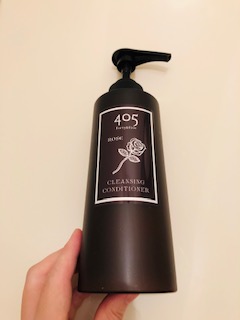 405
ROSE
CLEANSING
CONDITIONER